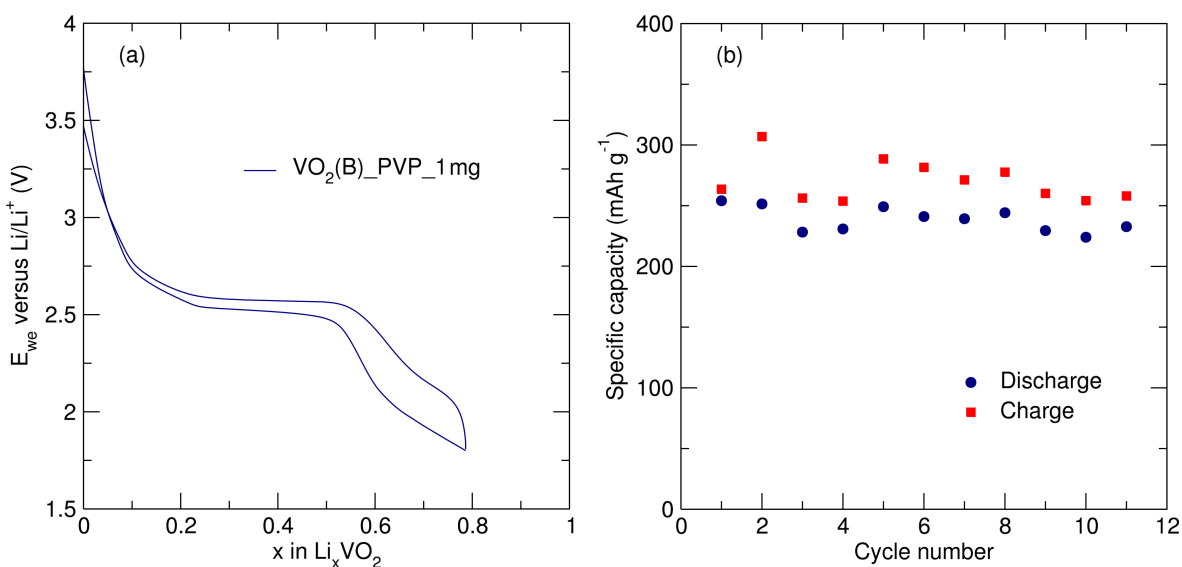 (a)
4
3.5
3
2.5
2
1.5
E_we versus Li/Li⁺ (V)
VO₂(B)_PVP_1mg
0 0.2 0.4 0.6 0.8 1
x in LiₓVO₂
(b)
400
300
200
100
0
Specific capacity (mAh g⁻¹)
Discharge
Charge
0 2 4 6 8 10 12
Cycle number